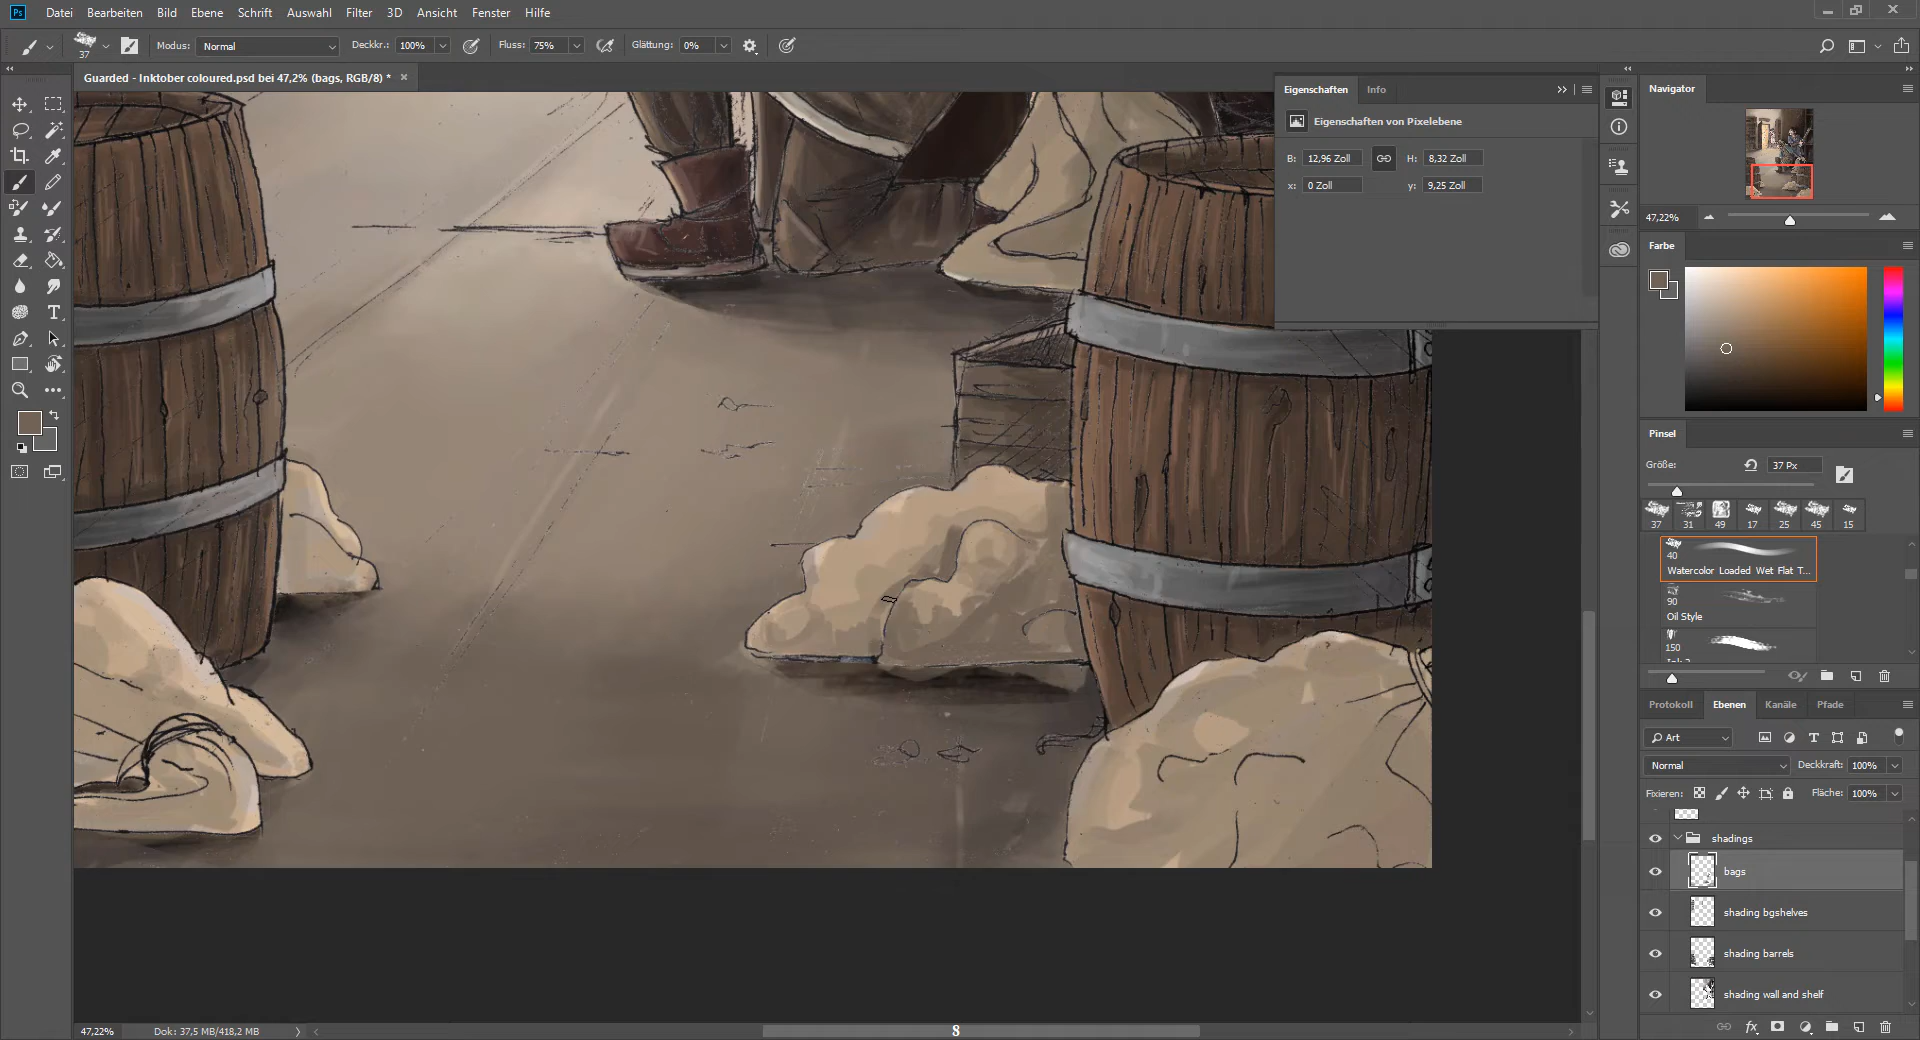 Ps Datei Bearbeiten Bild Ebene Schrift Auswahl Filter 3D Ansicht Fenster Hilfe
37 Modus: Normal Deckkr.: 100% Fluss: 75% Glättung: 0%
Guarded - Inktober coloured.psd bei 47,2% (bags, RGB/8) *
Eigenschaften Info
Eigenschaften von Pixelebene
B: 12,96 Zoll H: 8,32 Zoll
x: 0 Zoll y: 9,25 Zoll
Navigator
47,22%
Farbe
Pinsel
Größe: 37 Px
37 31 49 17 25 45 15
40
Watercolor Loaded Wet Flat T...
90
Oil Style
150
Protokoll Ebenen Kanäle Pfade
Art
Normal Deckkraft: 100%
Fixieren: Fläche: 100%
shadings
bags
shading bgshelves
shading barrels
shading wall and shelf
47,22% Dok: 37,5 MB/418,2 MB
8